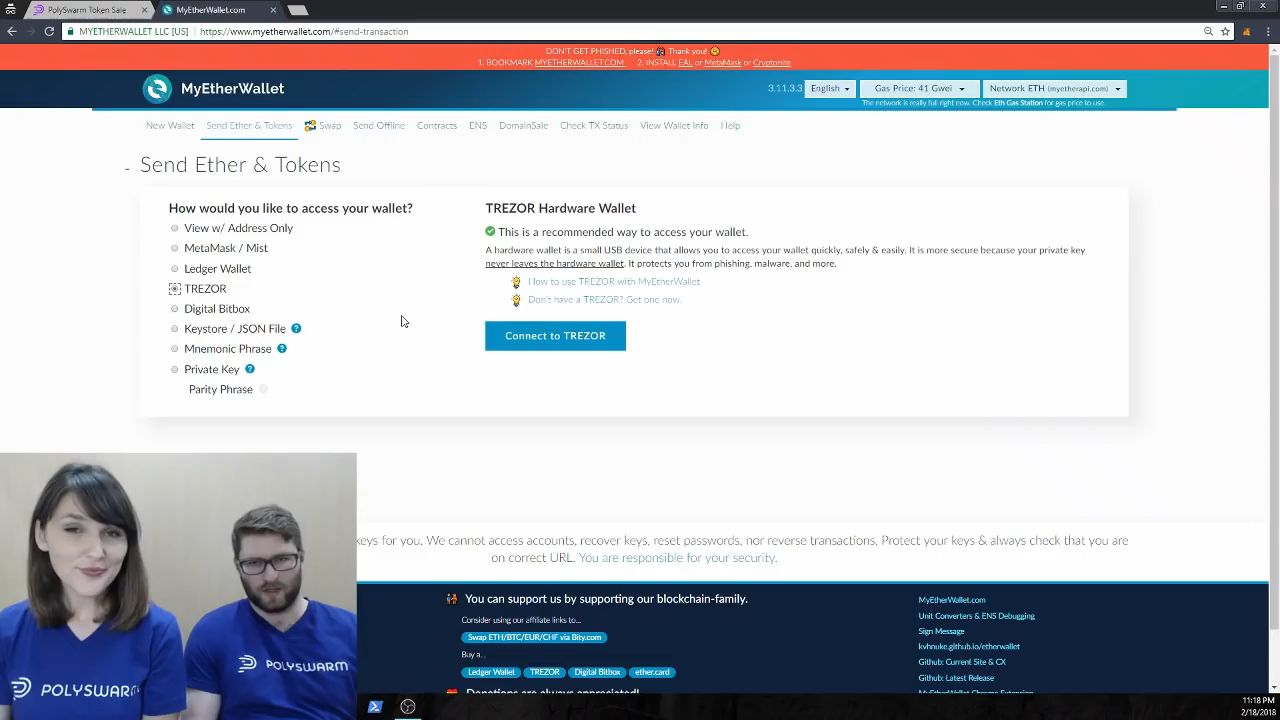 PolySwarm Token Sale
MyEtherWallet.com
MYETHERWALLET LLC [US]
https://www.myetherwallet.com/#send-transaction
DON'T GET PHISHED, please! Thank you!
1. BOOKMARK MYETHERWALLET.COM 2. INSTALL EAL or MetaMask or Cryptonite
MyEtherWallet
3.11.3.3
English
Gas Price: 41 Gwei
Network ETH (myetherapi.com)
The network is really full right now. Check Eth Gas Station for gas price to use.
New Wallet
Send Ether & Tokens
Swap
Send Offline
Contracts
ENS
DomainSale
Check TX Status
View Wallet Info
Help
- Send Ether & Tokens
How would you like to access your wallet?
View w/ Address Only
MetaMask / Mist
Ledger Wallet
TREZOR
Digital Bitbox
Keystore / JSON File ?
Mnemonic Phrase ?
Private Key ?
Parity Phrase
TREZOR Hardware Wallet
This is a recommended way to access your wallet.
A hardware wallet is a small USB device that allows you to access your wallet quickly, safely & easily. It is more secure because your private key
never leaves the hardware wallet. It protects you from phishing, malware, and more.
How to use TREZOR with MyEtherWallet
Don't have a TREZOR? Get one now.
Connect to TREZOR
keys for you. We cannot access accounts, recover keys, reset passwords, nor reverse transactions. Protect your keys & always check that you are
on correct URL. You are responsible for your security.
You can support us by supporting our blockchain-family.
Consider using our affiliate links to...
Swap ETH/BTC/EUR/CHF via Bity.com
Buy a...
Ledger Wallet
TREZOR
Digital Bitbox
ether.card
Donations are always appreciated!
MyEtherWallet.com
Unit Converters & ENS Debugging
Sign Message
kvhnuke.github.io/etherwallet
Github: Current Site & CX
Github: Latest Release
MyEtherWallet Chrome Extension
POLYSWARM
POLYSWARM
11:18 PM
2/18/2018